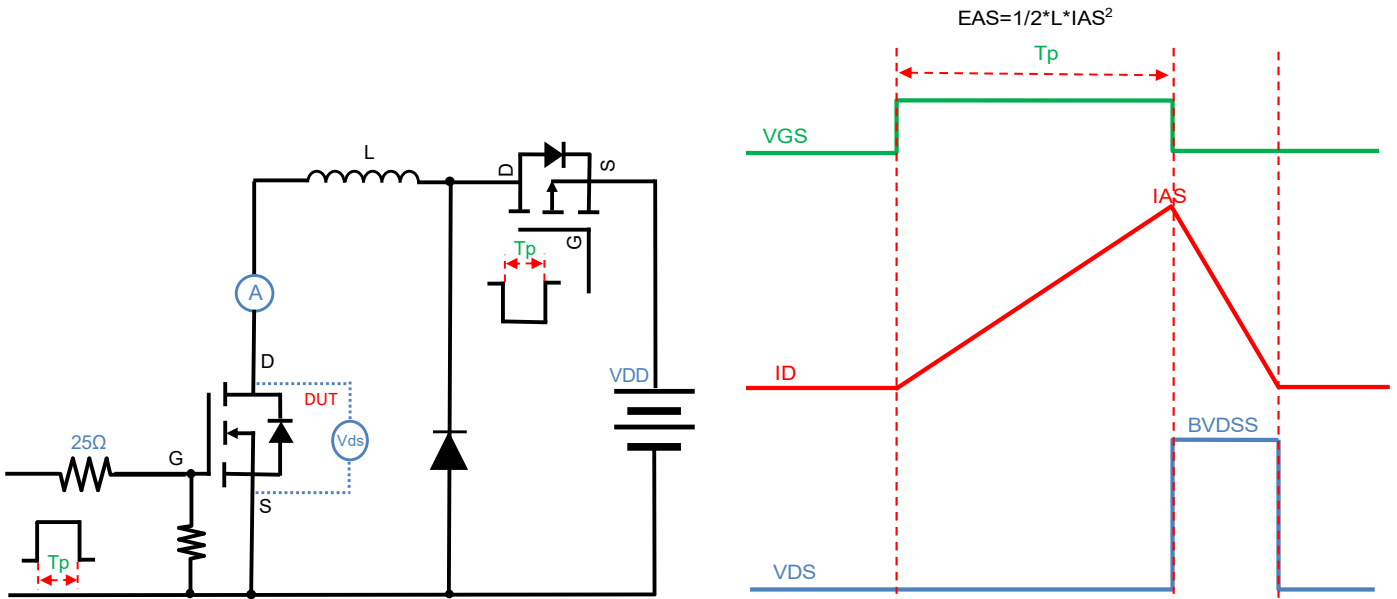 EAS=1/2*L*IAS²
L
D
S
G
Tp
A
D
DUT
Vds
25Ω
G
S
Tp
VDD
Tp
VGS
IAS
ID
BVDSS
VDS